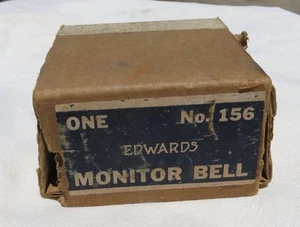 ONE No. 156
EDWARDS
MONITOR BELL